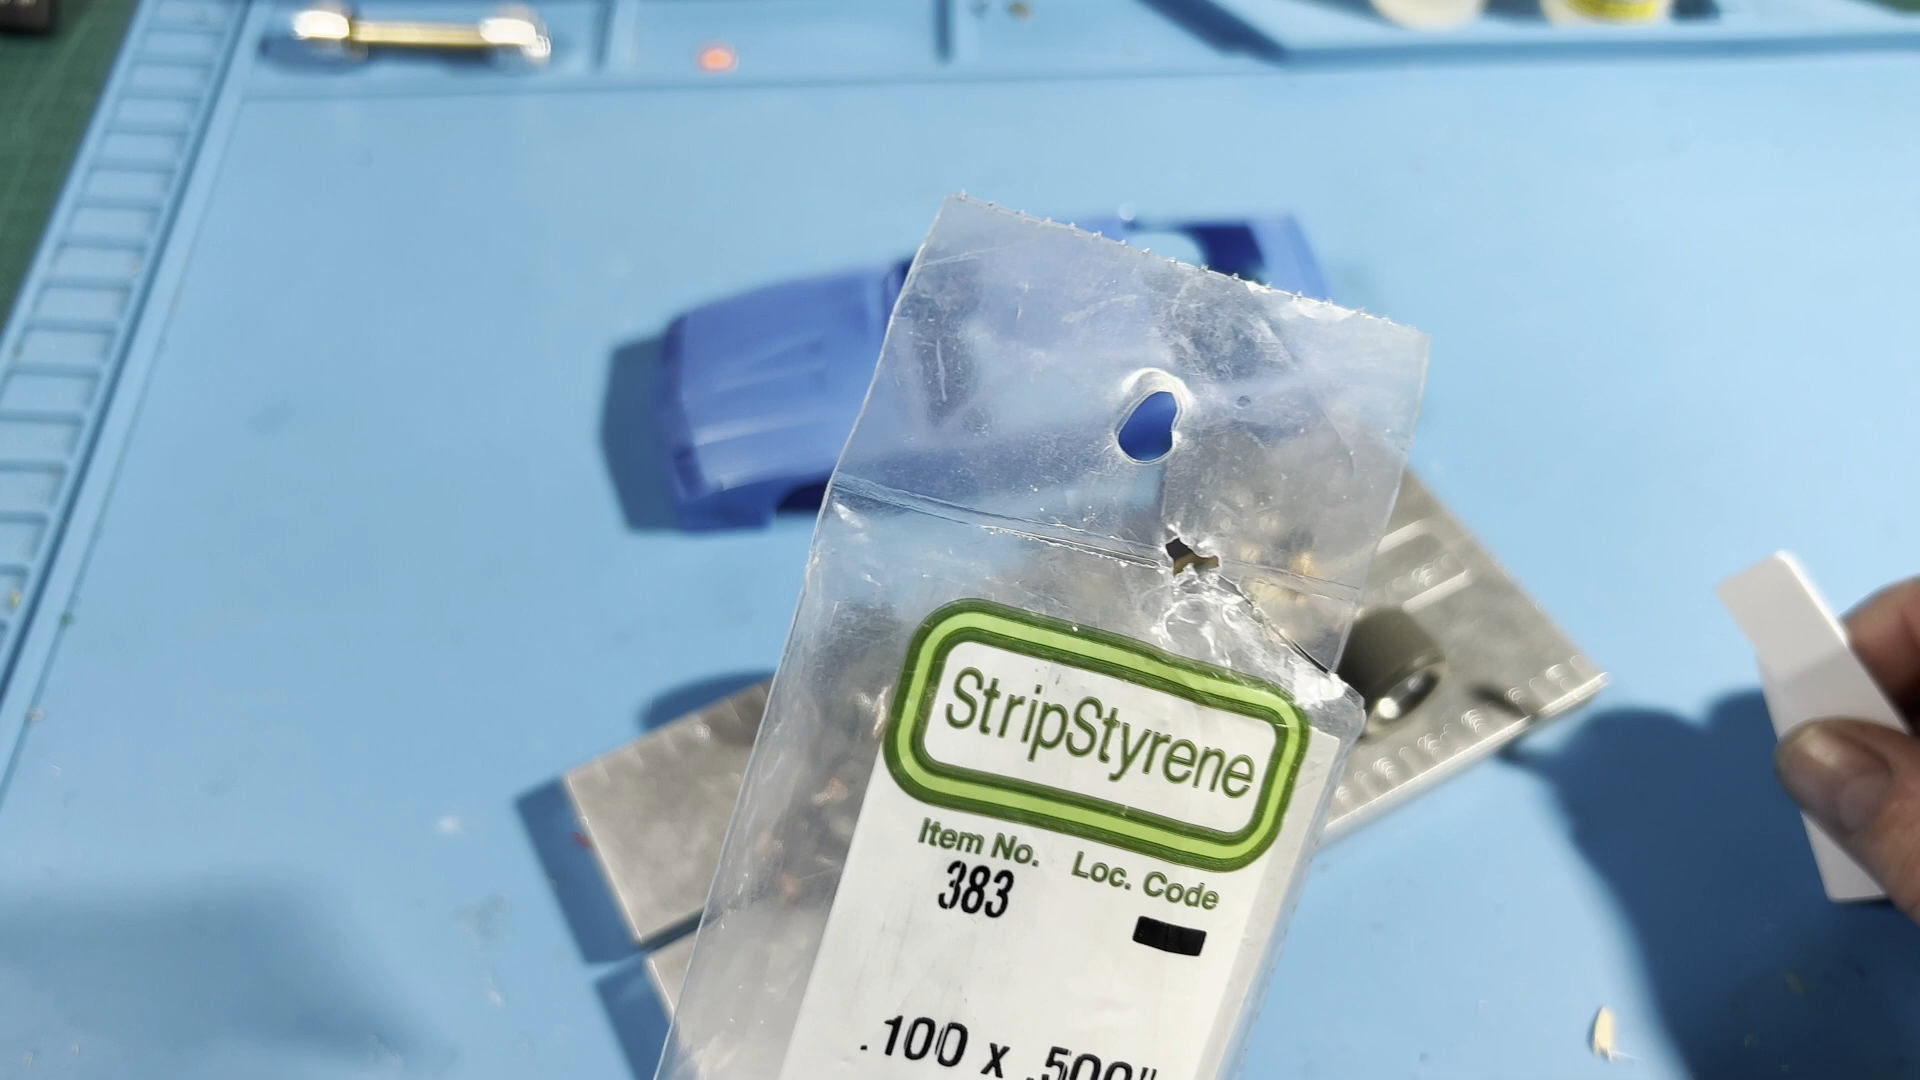 StripStyrene
Item No. Loc. Code
383
.100 x .500"